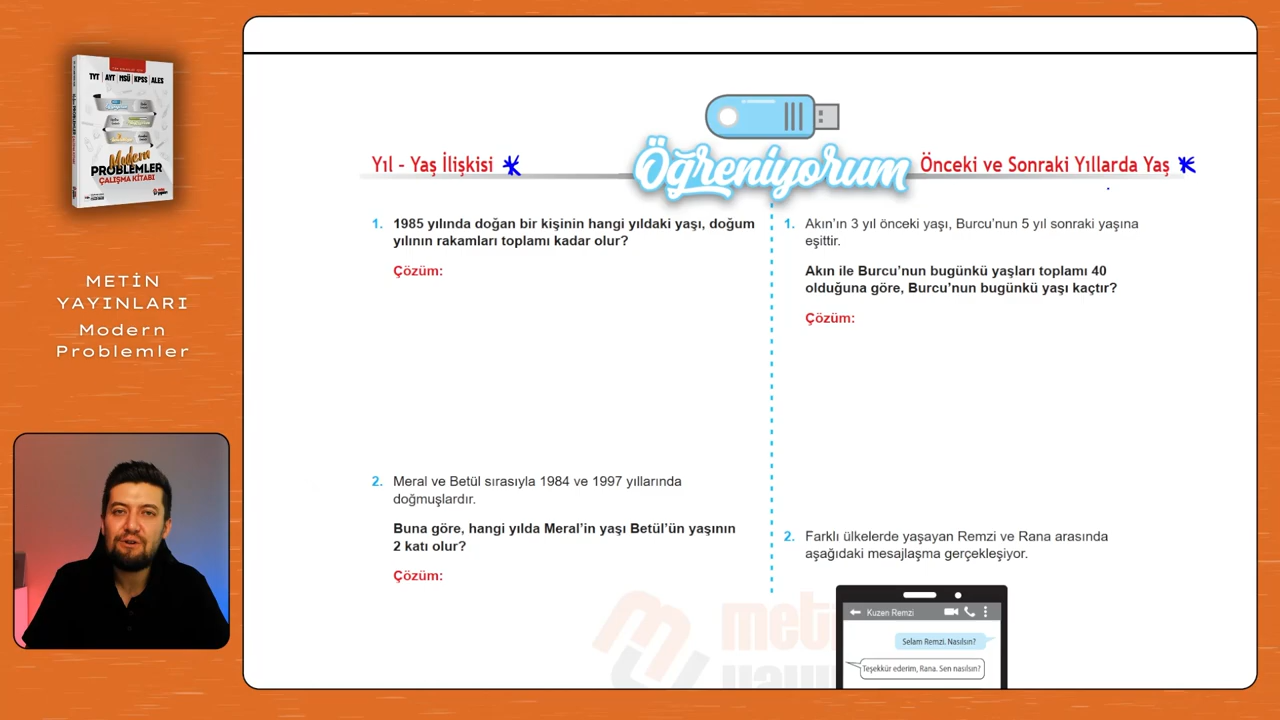 TYT AYT MSÜ KPSS ALES
Modern
PROBLEMLER
ÇALIŞMA KİTABI
METİN
YAYINLARI
Modern
Problemler
Öğreniyorum
Yıl - Yaş İlişkisi
1. 1985 yılında doğan bir kişinin hangi yıldaki yaşı, doğum
yılının rakamları toplamı kadar olur?
Çözüm:
2. Meral ve Betül sırasıyla 1984 ve 1997 yıllarında
doğmuşlardır.
Buna göre, hangi yılda Meral’in yaşı Betül’ün yaşının
2 katı olur?
Çözüm:
Önceki ve Sonraki Yıllarda Yaş
1. Akın’ın 3 yıl önceki yaşı, Burcu’nun 5 yıl sonraki yaşına
eşittir.
Akın ile Burcu’nun bugünkü yaşları toplamı 40
olduğuna göre, Burcu’nun bugünkü yaşı kaçtır?
Çözüm:
2. Farklı ülkelerde yaşayan Remzi ve Rana arasında
aşağıdaki mesajlaşma gerçekleşiyor.
Kuzen Remzi
Selam Remzi. Nasılsın?
Teşekkür ederim, Rana. Sen nasılsın?